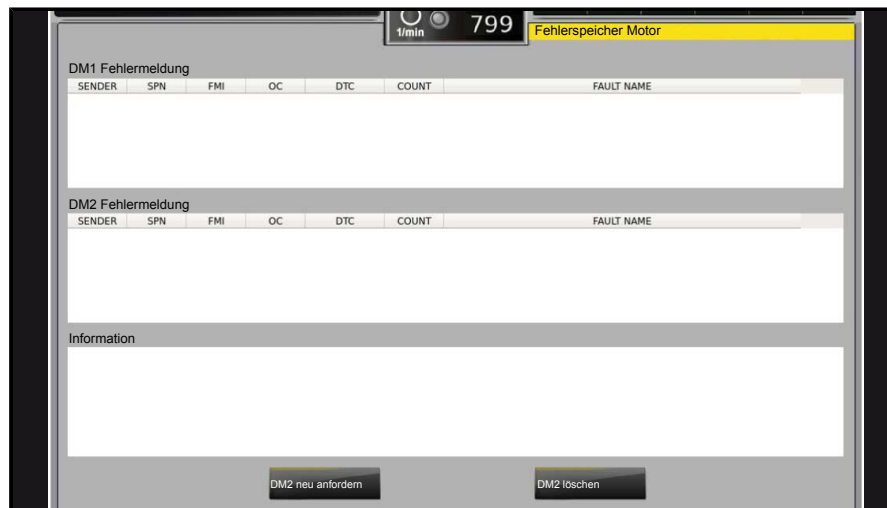 1/min 799
Fehlerspeicher Motor
DM1 Fehlermeldung
SENDER SPN FMI OC DTC COUNT FAULT NAME
DM2 Fehlermeldung
SENDER SPN FMI OC DTC COUNT FAULT NAME
Information
DM2 neu anfordern DM2 löschen